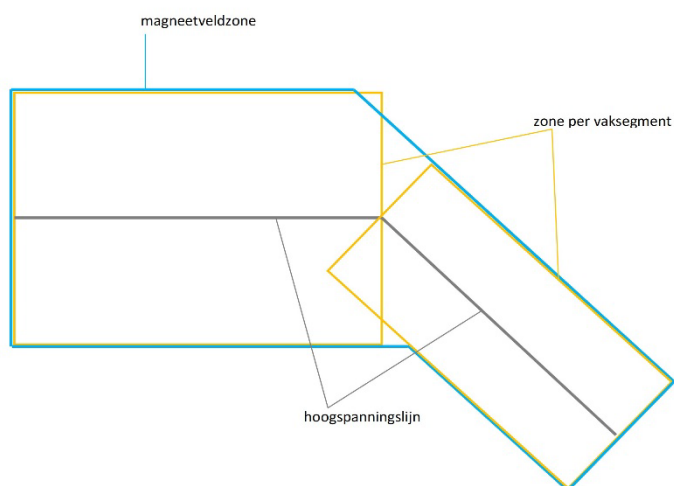 magneetveldzone
zone per vaksegment
hoogspanningslijn